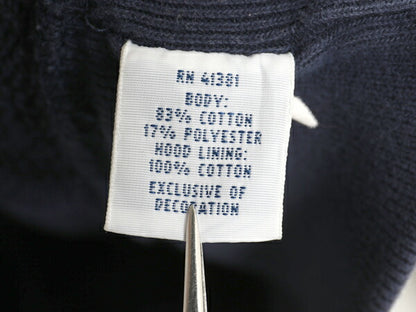 RN 41381
BODY:
83% COTTON
17% POLYESTER
HOOD LINING:
100% COTTON
EXCLUSIVE OF
DECORATION